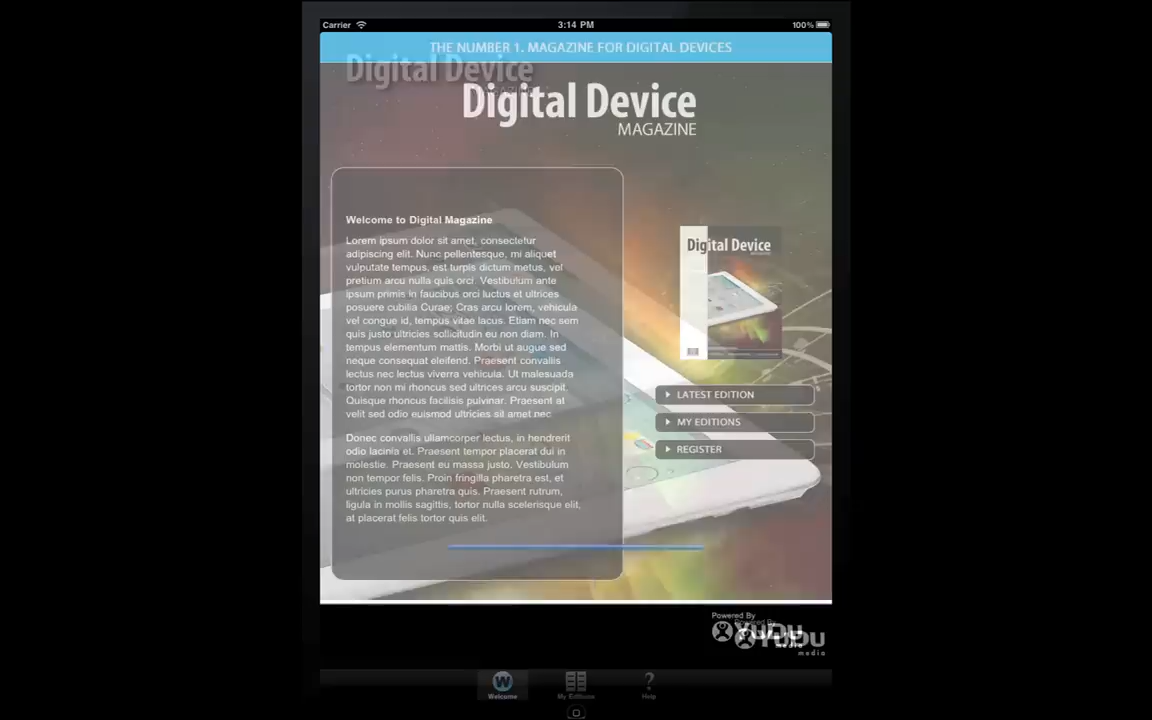 Carrier
3:14 PM
100%
THE NUMBER 1. MAGAZINE FOR DIGITAL DEVICES
Digital Device
Digital Device
MAGAZINE
Welcome to Digital Magazine
Lorem ipsum dolor sit amet, consectetur
adipiscing elit. Nunc pellentesque, mi aliquet
vulputate tempus, est turpis dictum metus, vel
pretium arcu nulla quis orci. Vestibulum ante
ipsum primis in faucibus orci luctus et ultrices
posuere cubilia Curae; Cras arcu lorem, vehicula
vel congue id, tempus vitae lacus. Etiam nec sem
quis justo ultricies sollicitudin eu non diam. In
tempus elementum mattis. Morbi ut augue sed
neque consequat eleifend. Praesent convallis
lectus nec lectus viverra vehicula. Ut malesuada
tortor non mi rhoncus sed ultrices arcu suscipit.
Quisque rhoncus facilisis pulvinar. Praesent at
velit sed odio euismod ultricies sit amet nec
Donec convallis ullamcorper lectus, in hendrerit
odio lacinia et. Praesent tempor placerat dui in
molestie. Praesent eu massa justo. Vestibulum
non tempor felis. Proin fringilla pharetra est, et
ultricies purus pharetra quis. Praesent rutrum,
ligula in mollis sagittis, tortor nulla scelerisque elit,
at placerat felis tortor quis elit.
Digital Device
LATEST EDITION
MY EDITIONS
REGISTER
Powered By
Powered By
YUDU
media
media
W
Welcome
My Editions
?
Help